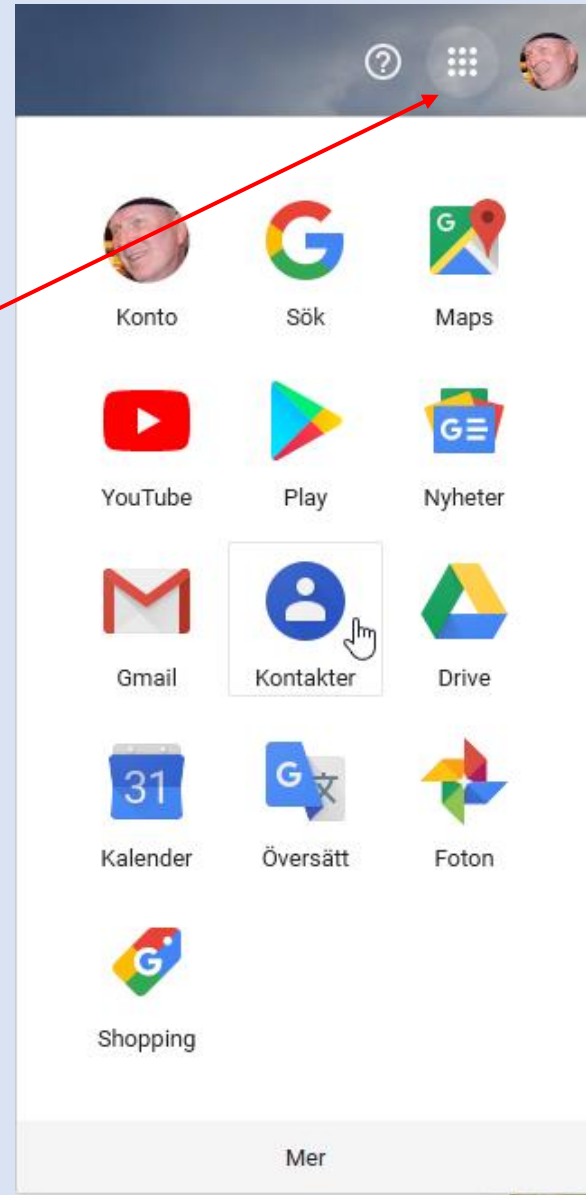 Konto Sök Maps
YouTube Play Nyheter
Gmail Kontakter Drive
31
Kalender Översätt Foton
Shopping
Mer